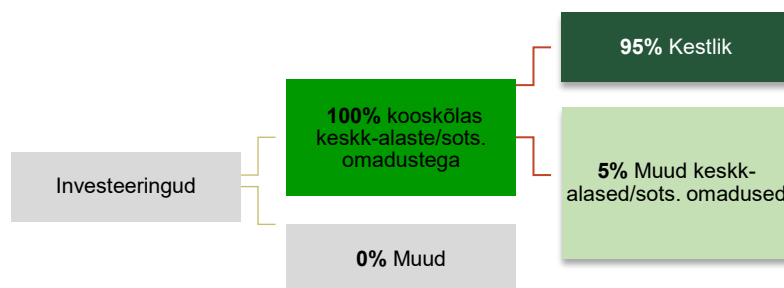 95% Kestlik
100% kooskõlas
keskk-alaste/sots.
omadustega
5% Muud keskk-
alased/sots. omadused
Investeeringud
0% Muud